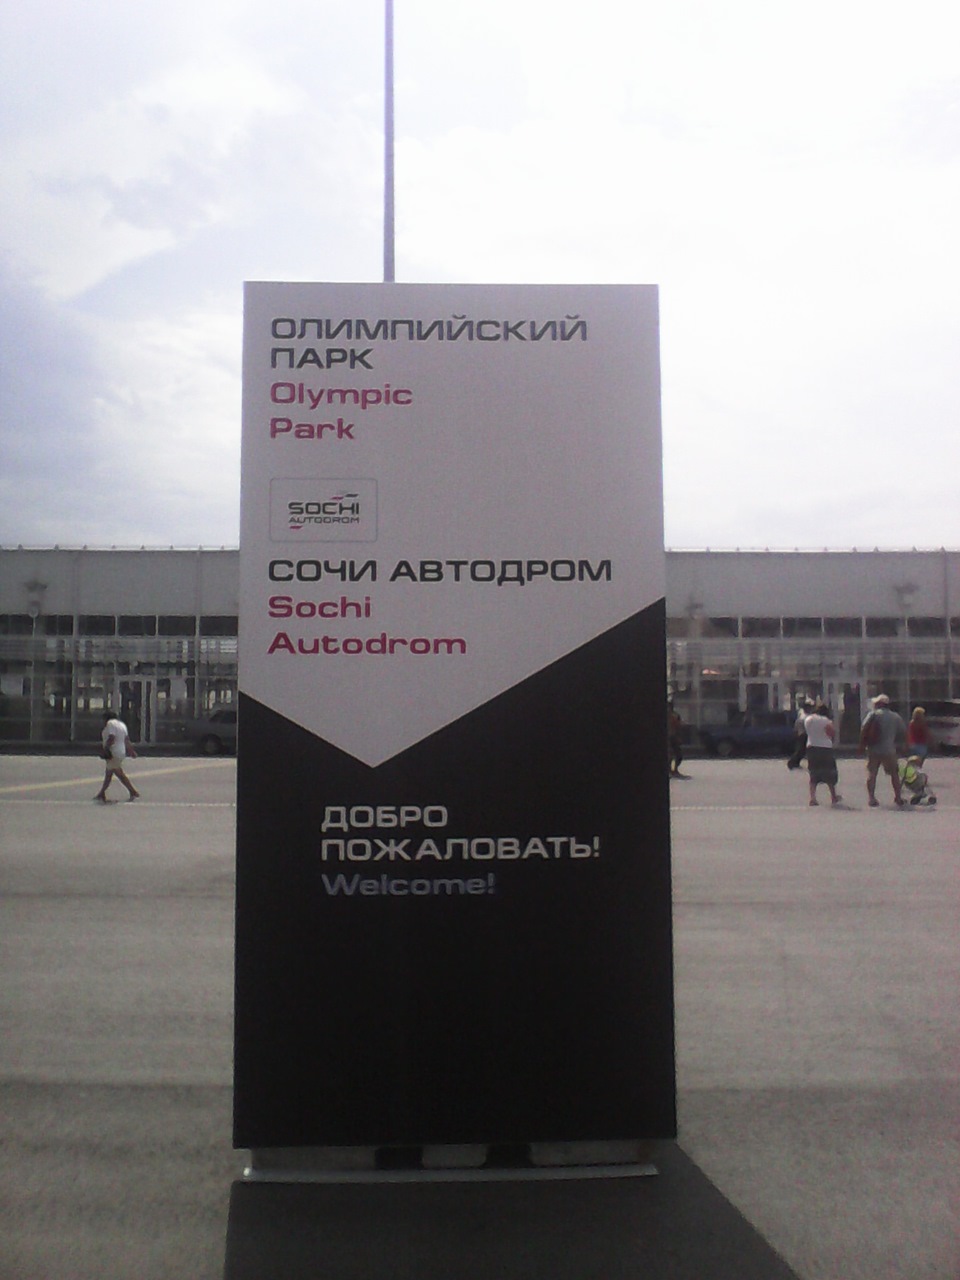 ОЛИМПИЙСКИЙ
ПАРК
Olympic
Park
SOCHI
AUTODROM
СОЧИ АВТОДРОМ
Sochi
Autodrom
ДОБРО
ПОЖАЛОВАТЬ!
Welcome!